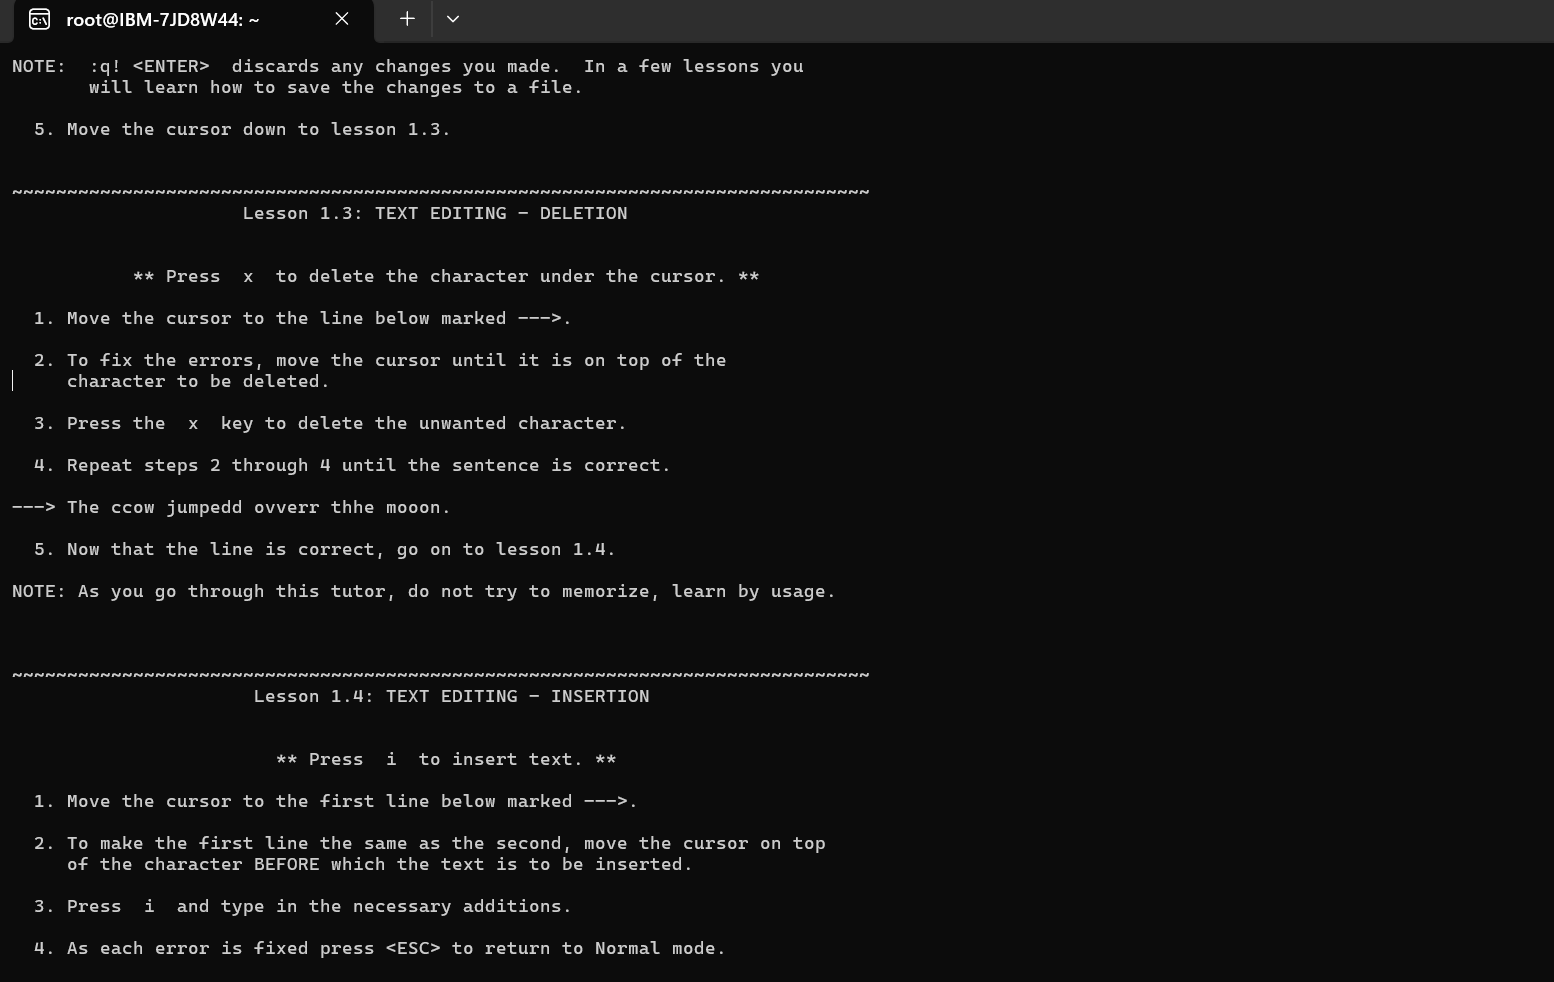 root@IBM-7JD8W44: ~
NOTE:  :q! <ENTER>  discards any changes you made.  In a few lessons you
       will learn how to save the changes to a file.
  5. Move the cursor down to lesson 1.3.
~~~~~~~~~~~~~~~~~~~~~~~~~~~~~~~~~~~~~~~~~~~~~~~~~~~~~~~~~~~~~~~~~~~~~~~~~~~~~~
                     Lesson 1.3: TEXT EDITING - DELETION
           ** Press  x  to delete the character under the cursor. **
  1. Move the cursor to the line below marked --->.
  2. To fix the errors, move the cursor until it is on top of the
     character to be deleted.
  3. Press the  x  key to delete the unwanted character.
  4. Repeat steps 2 through 4 until the sentence is correct.
---> The ccow jumpedd ovverr thhe mooon.
  5. Now that the line is correct, go on to lesson 1.4.
NOTE: As you go through this tutor, do not try to memorize, learn by usage.
~~~~~~~~~~~~~~~~~~~~~~~~~~~~~~~~~~~~~~~~~~~~~~~~~~~~~~~~~~~~~~~~~~~~~~~~~~~~~~
                      Lesson 1.4: TEXT EDITING - INSERTION
                        ** Press  i  to insert text. **
  1. Move the cursor to the first line below marked --->.
  2. To make the first line the same as the second, move the cursor on top
     of the character BEFORE which the text is to be inserted.
  3. Press  i  and type in the necessary additions.
  4. As each error is fixed press <ESC> to return to Normal mode.